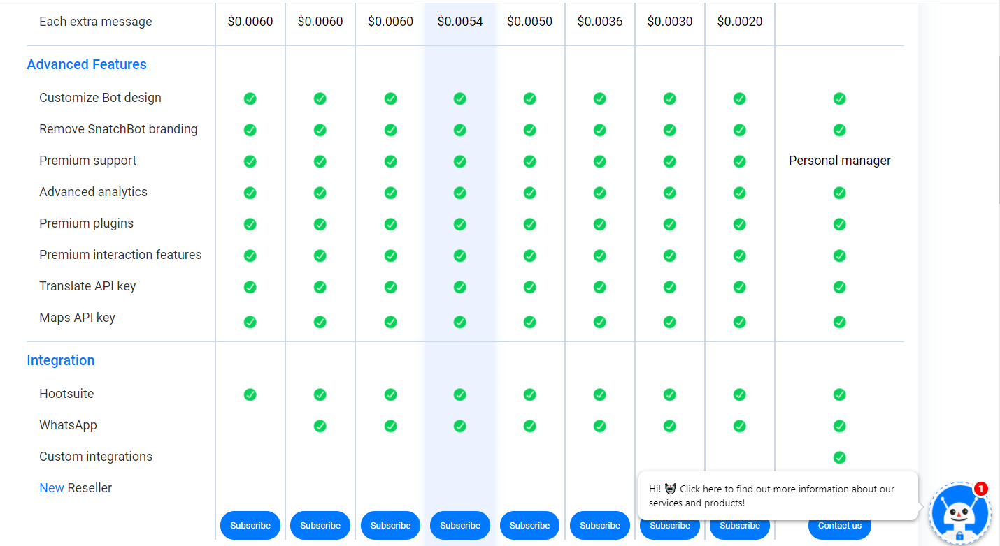 Each extra message $0.0060 $0.0060 $0.0060 $0.0054 $0.0050 $0.0036 $0.0030 $0.0020
Advanced Features
Customize Bot design
Remove SnatchBot branding
Premium support Personal manager
Advanced analytics
Premium plugins
Premium interaction features
Translate API key
Maps API key
Integration
Hootsuite
WhatsApp
Custom integrations
New Reseller
Hi! Click here to find out more information about our
services and products!
1
Subscribe Subscribe Subscribe Subscribe Subscribe Subscribe Subscribe Subscribe Contact us